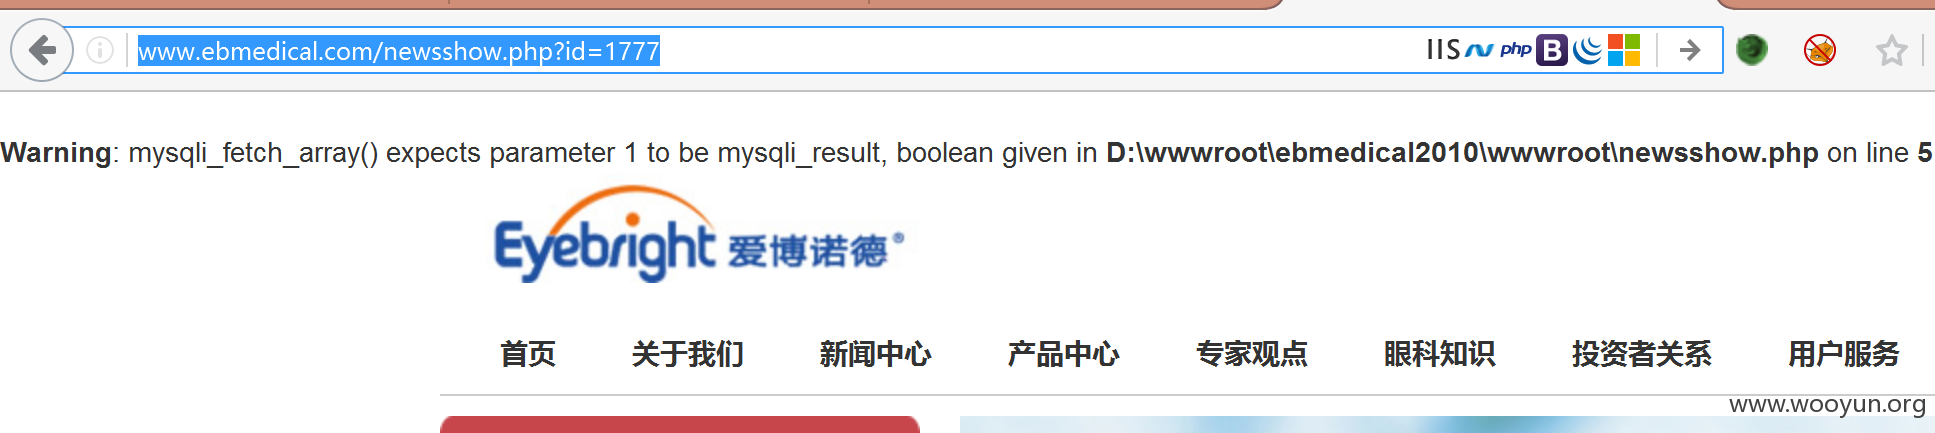 www.ebmedical.com/newsshow.php?id=1777
IIS php B
Warning: mysqli_fetch_array() expects parameter 1 to be mysqli_result, boolean given in D:\wwwroot\ebmedical2010\wwwroot\newsshow.php on line 5
Eyebright 爱博诺德®
首页 关于我们 新闻中心 产品中心 专家观点 眼科知识 投资者关系 用户服务
www.wooyun.org